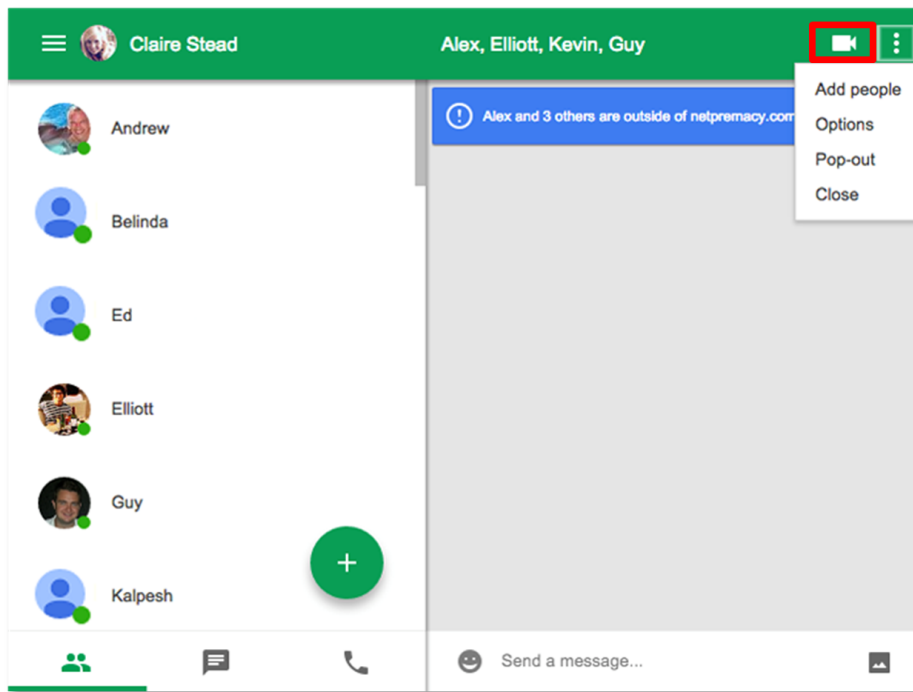 Claire Stead
Alex, Elliott, Kevin, Guy
Andrew
Belinda
Ed
Elliott
Guy
Kalpesh
Alex and 3 others are outside of netpremacy.com
Add people
Options
Pop-out
Close
Send a message...